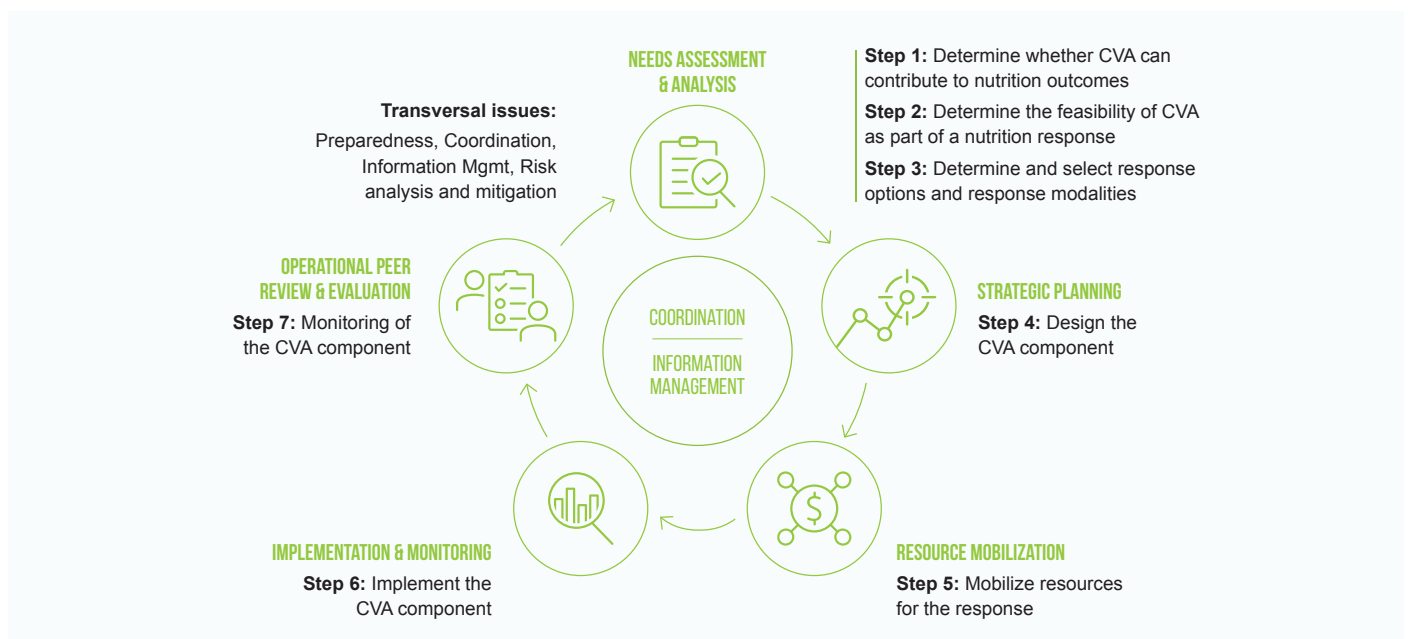 NEEDS ASSESSMENT
& ANALYSIS
Step 1: Determine whether CVA can
contribute to nutrition outcomes
Step 2: Determine the feasibility of CVA
as part of a nutrition response
Step 3: Determine and select response
options and response modalities
Transversal issues:
Preparedness, Coordination,
Information Mgmt, Risk
analysis and mitigation
OPERATIONAL PEER
REVIEW & EVALUATION
Step 7: Monitoring of
the CVA component
COORDINATION
INFORMATION
MANAGEMENT
STRATEGIC PLANNING
Step 4: Design the
CVA component
IMPLEMENTATION & MONITORING
Step 6: Implement the
CVA component
$
RESOURCE MOBILIZATION
Step 5: Mobilize resources
for the response